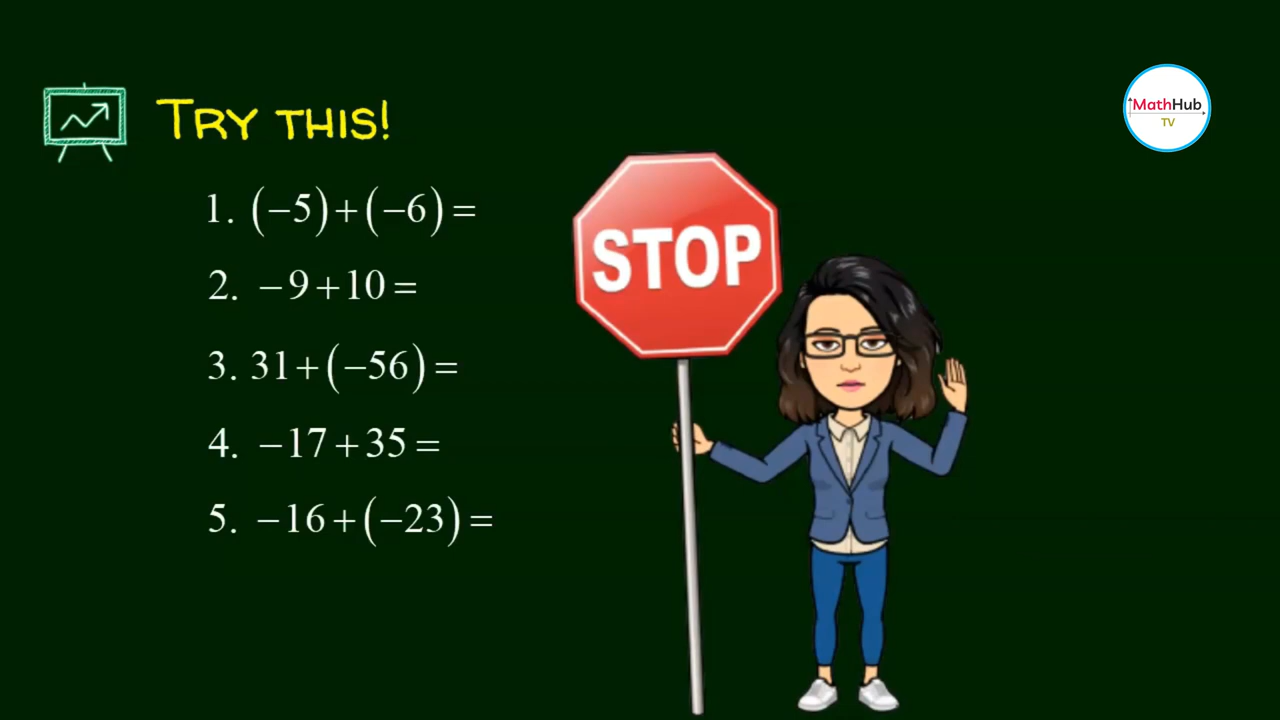 MathHub
TV
TRY THIS!
1. (−5)+(−6)=
2. −9+10=
3. 31+(−56)=
4. −17+35=
5. −16+(−23)=
STOP